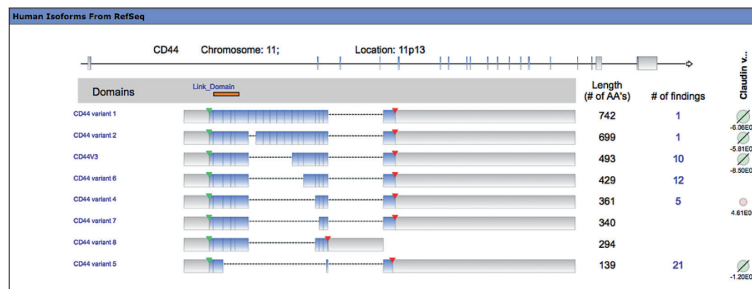 Human Isoforms From RefSeq
CD44 Chromosome: 11; Location: 11p13
Claudin v...
Domains Link_Domain Length (# of AA's) # of findings
CD44 variant 1 742 1 -6.06E0
CD44 variant 2 699 1 -5.81E0
CD44V3 493 10 -8.50E0
CD44 variant 6 429 12
CD44 variant 4 361 5 4.61E0
CD44 variant 7 340
CD44 variant 8 294
CD44 variant 5 139 21 -1.20E0